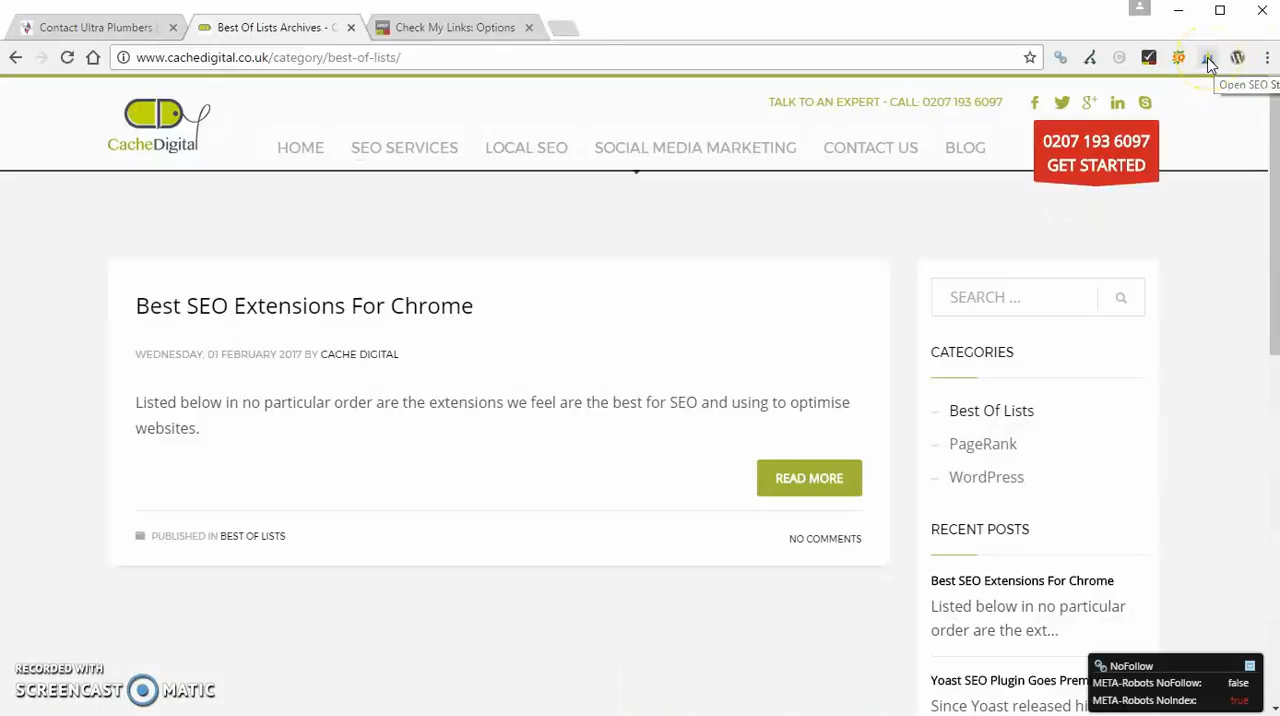 Contact Ultra Plumbers
Best Of Lists Archives - C
Check My Links: Options
www.cachedigital.co.uk/category/best-of-lists/
Open SEO St
CacheDigital
TALK TO AN EXPERT - CALL: 0207 193 6097
HOME
SEO SERVICES
LOCAL SEO
SOCIAL MEDIA MARKETING
CONTACT US
BLOG
0207 193 6097
GET STARTED
Best SEO Extensions For Chrome
WEDNESDAY, 01 FEBRUARY 2017 BY CACHE DIGITAL
Listed below in no particular order are the extensions we feel are the best for SEO and using to optimise
websites.
READ MORE
PUBLISHED IN BEST OF LISTS
NO COMMENTS
SEARCH ...
CATEGORIES
Best Of Lists
PageRank
WordPress
RECENT POSTS
Best SEO Extensions For Chrome
Listed below in no particular
order are the ext...
Yoast SEO Plugin Goes Prem
Since Yoast released hi
NoFollow
META-Robots NoFollow: false
META-Robots NoIndex: true
RECORDED WITH
SCREENCAST MATIC